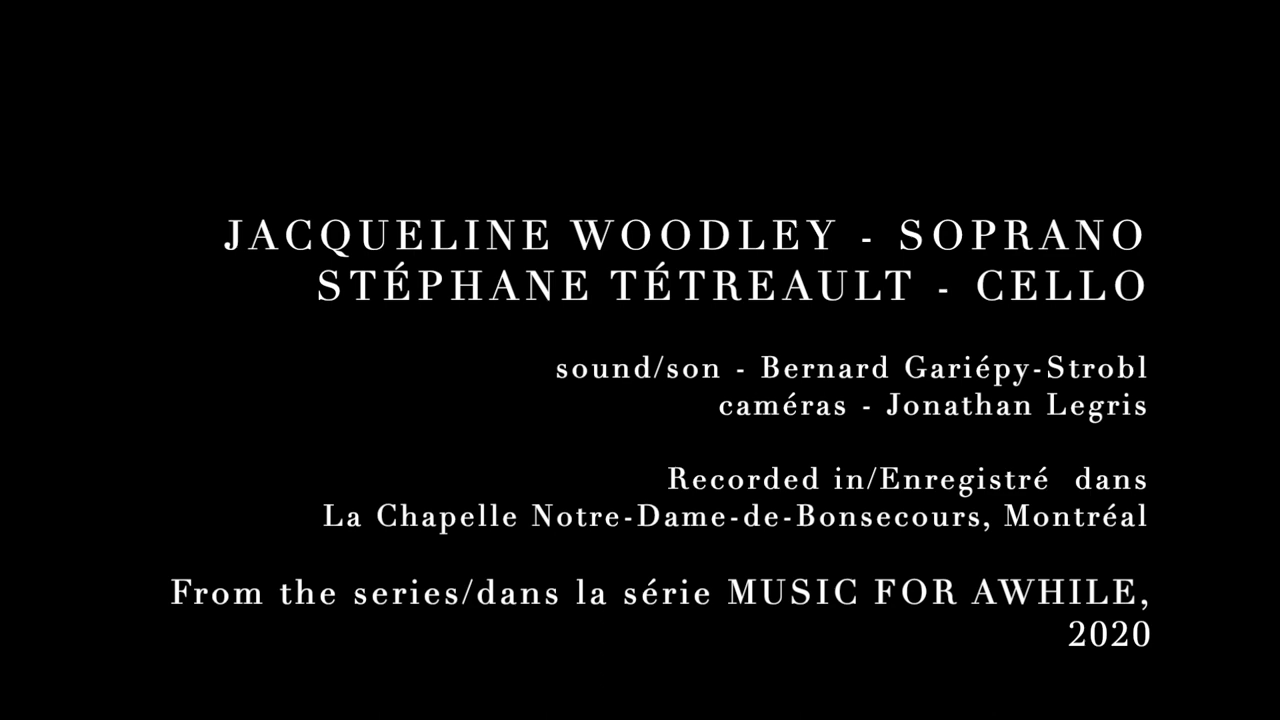 JACQUELINE WOODLEY - SOPRANO
STÉPHANE TÉTREAULT - CELLO
sound/son - Bernard Gariépy-Strobl
caméras - Jonathan Legris
Recorded in/Enregistré  dans
La Chapelle Notre-Dame-de-Bonsecours, Montréal
From the series/dans la série MUSIC FOR AWHILE,
2020